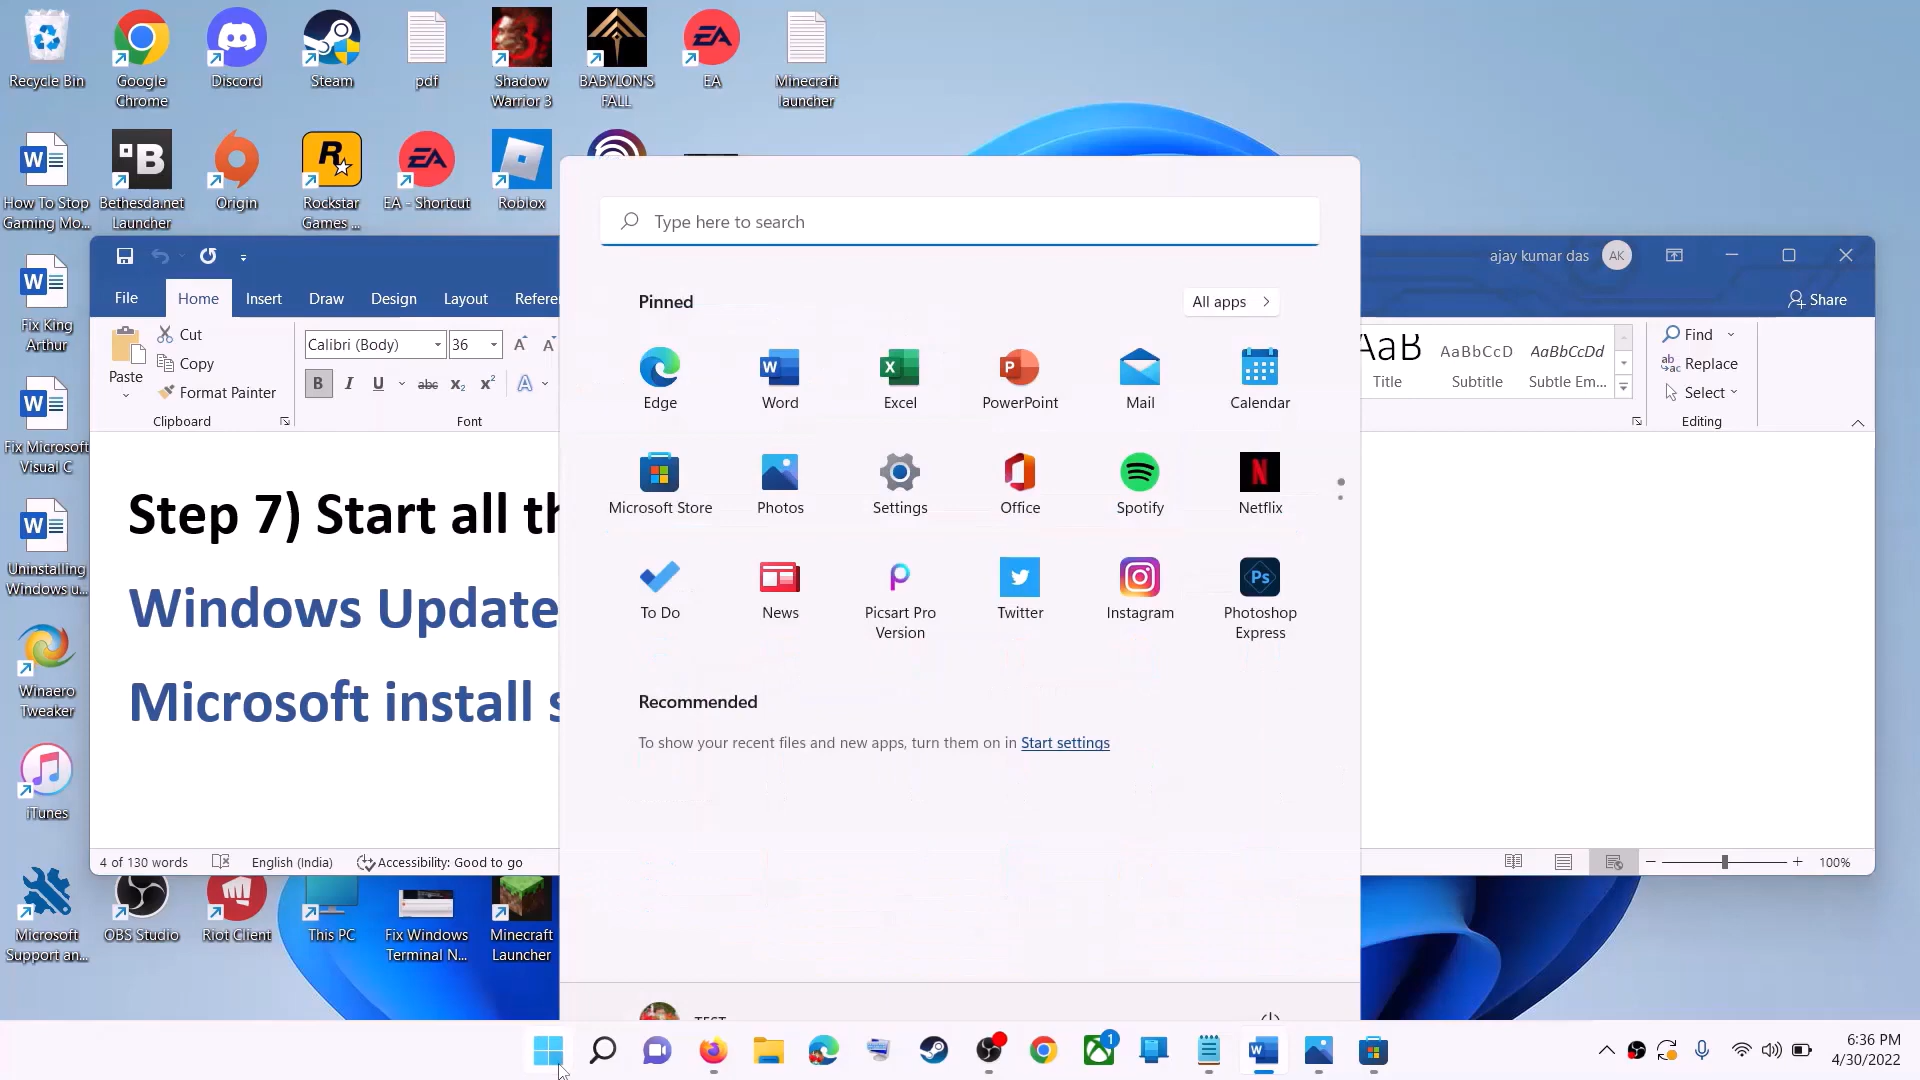 Recycle Bin
Google
Chrome
Discord
Steam
pdf
Shadow
Warrior 3
BABYLON'S
FALL
EA
Minecraft
launcher
How To Stop
Gaming Mo...
Bethesda.net
Launcher
Origin
Rockstar
Games ...
EA - Shortcut
Roblox
Fix King
Arthur
Fix Microsoft
Visual C
Uninstalling
Windows u...
Winaero
Tweaker
iTunes
Microsoft
Support an...
OBS Studio
Riot Client
This PC
Fix Windows
Terminal N...
Minecraft
Launcher
ajay kumar das
AK
File
Home
Insert
Draw
Design
Layout
Share
Paste
Cut
Copy
Format Painter
Clipboard
Calibri (Body)
36
Font
AaB
Title
AaBbCcD
Subtitle
AaBbCcDd
Subtle Em...
Find
Replace
Select
Editing
Step 7) Start all
Windows Update
Microsoft install
4 of 130 words
English (India)
Accessibility: Good to go
100%
Type here to search
Pinned
All apps
Edge
Word
Excel
PowerPoint
Mail
Calendar
Microsoft Store
Photos
Settings
Office
Spotify
Netflix
To Do
News
Picsart Pro
Version
Twitter
Instagram
Photoshop
Express
Recommended
To show your recent files and new apps, turn them on in Start settings
1
6:36 PM
4/30/2022